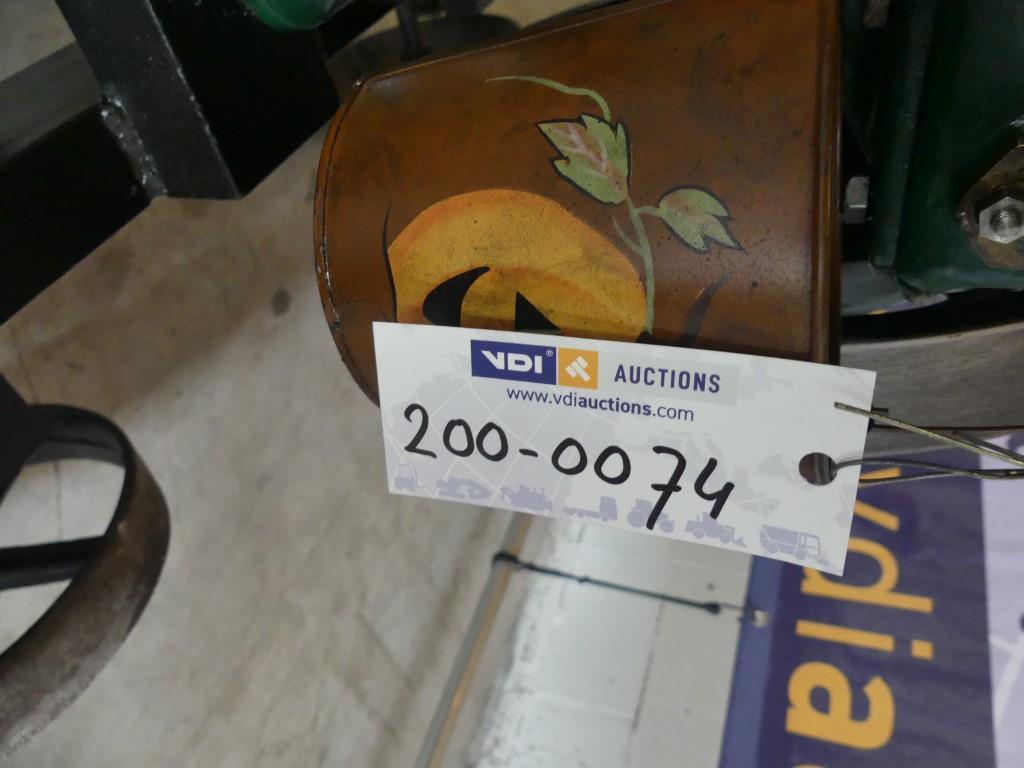 VDI® AUCTIONS
www.vdiauctions.com
200-0074
vdia